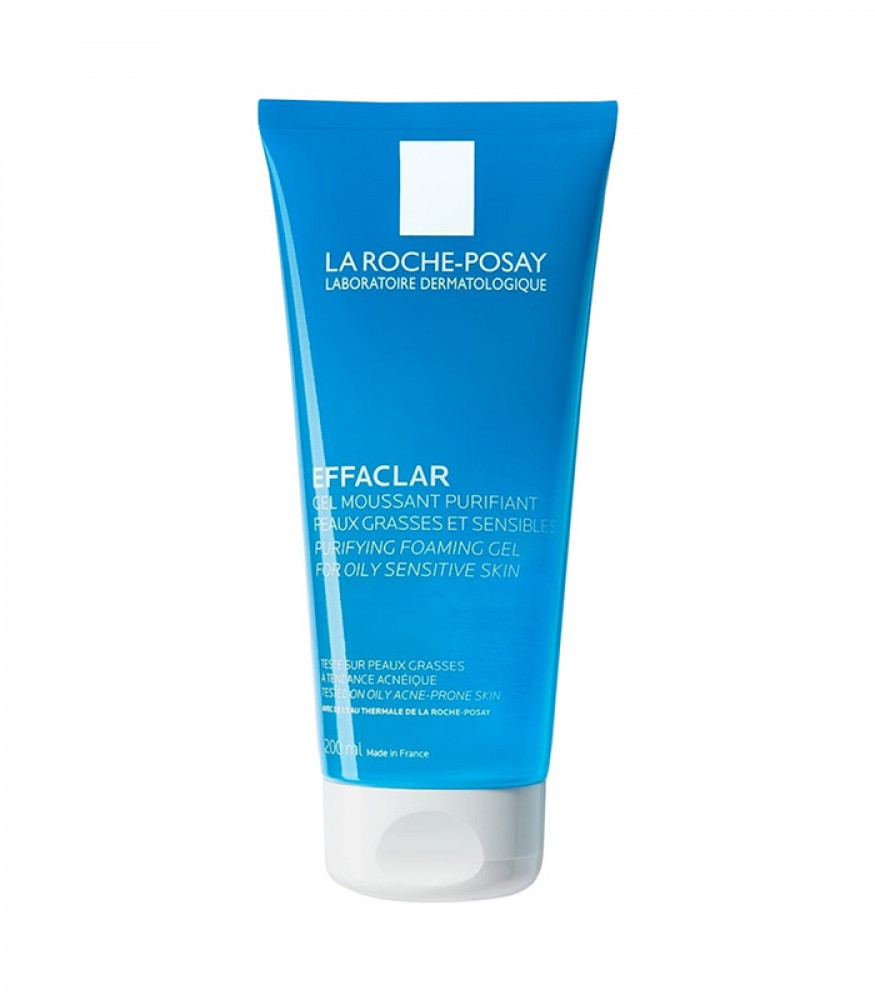 LA ROCHE-POSAY
LABORATOIRE DERMATOLOGIQUE
EFFACLAR
GEL MOUSSANT PURIFIANT
PEAUX GRASSES ET SENSIBLES
PURIFYING FOAMING GEL
FOR OILY SENSITIVE SKIN
TESTÉ SUR PEAUX GRASSES
À TENDANCE ACNÉIQUE
TESTED ON OILY ACNE-PRONE SKIN
AVEC DE L'EAU THERMALE DE LA ROCHE-POSAY
200 ml Made in France